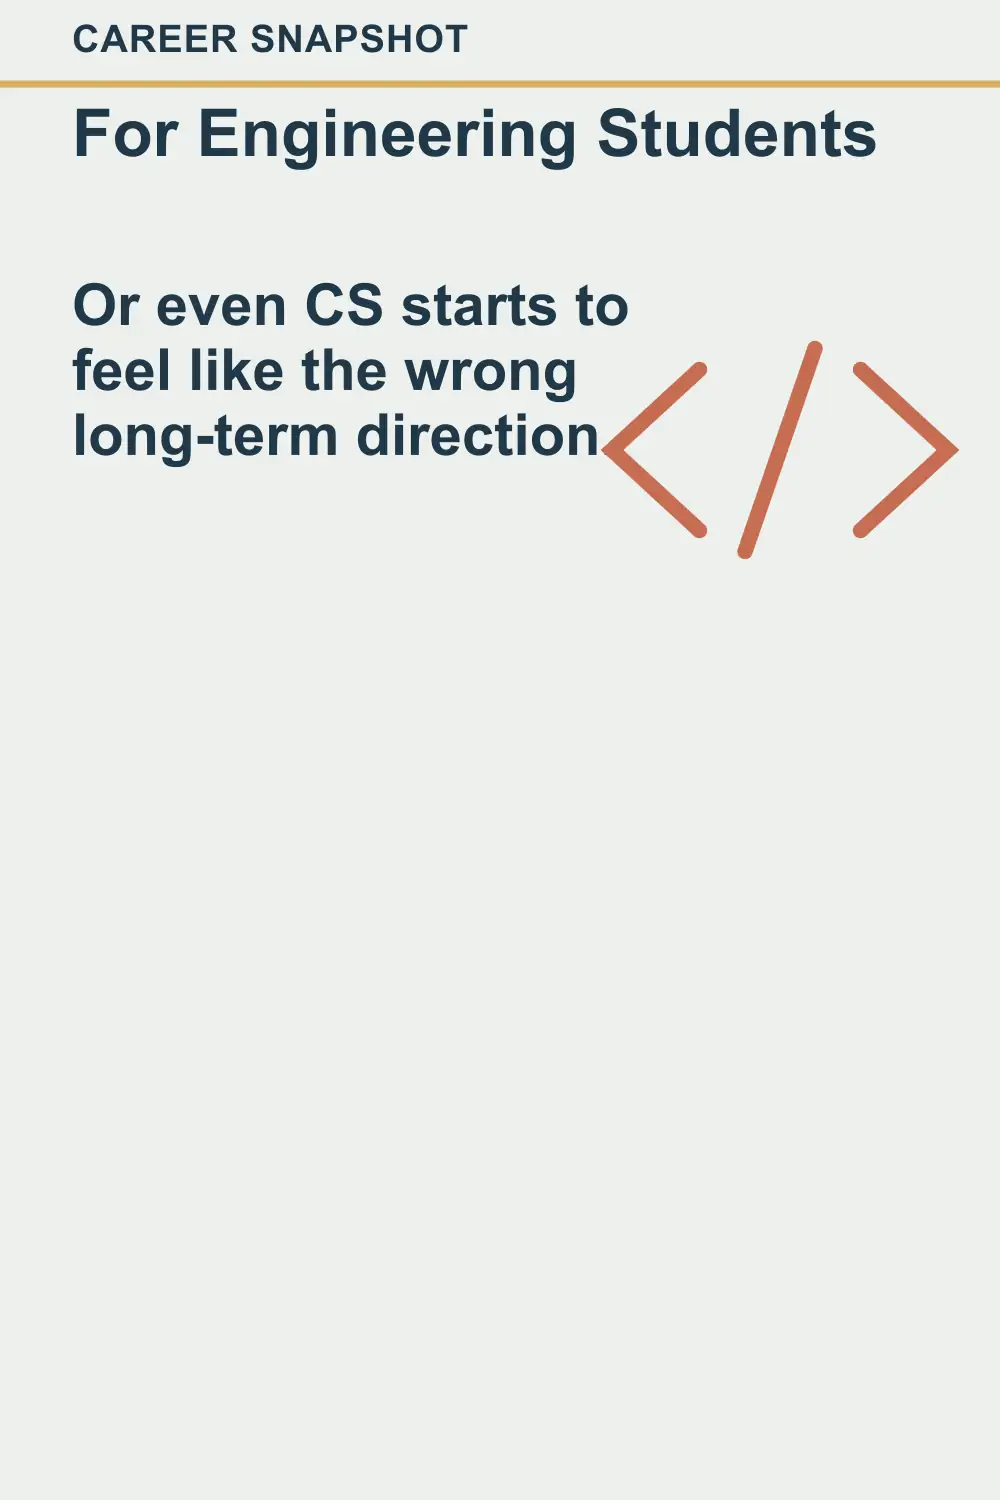 CAREER SNAPSHOT
For Engineering Students
Or even CS starts to
feel like the wrong
long-term direction